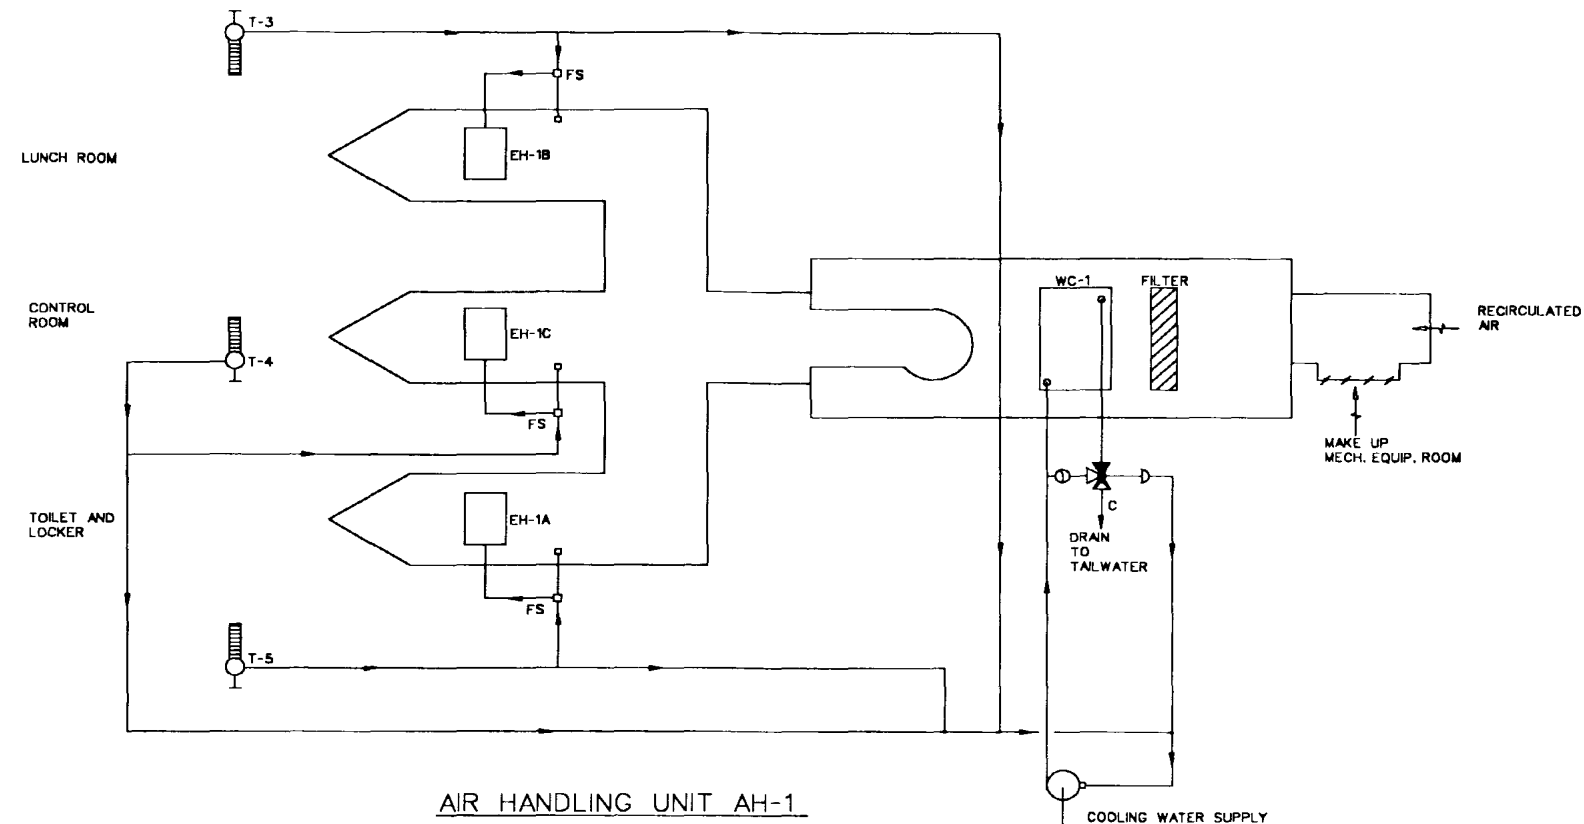 T-3
FS
LUNCH ROOM
EH-1B
WC-1
FILTER
CONTROL
ROOM
EH-1C
RECIRCULATED
AIR
T-4
FS
MAKE UP
MECH. EQUIP. ROOM
TOILET AND
LOCKER
EH-1A
C
DRAIN
TO
TAILWATER
FS
T-5
AIR HANDLING UNIT AH-1
COOLING WATER SUPPLY